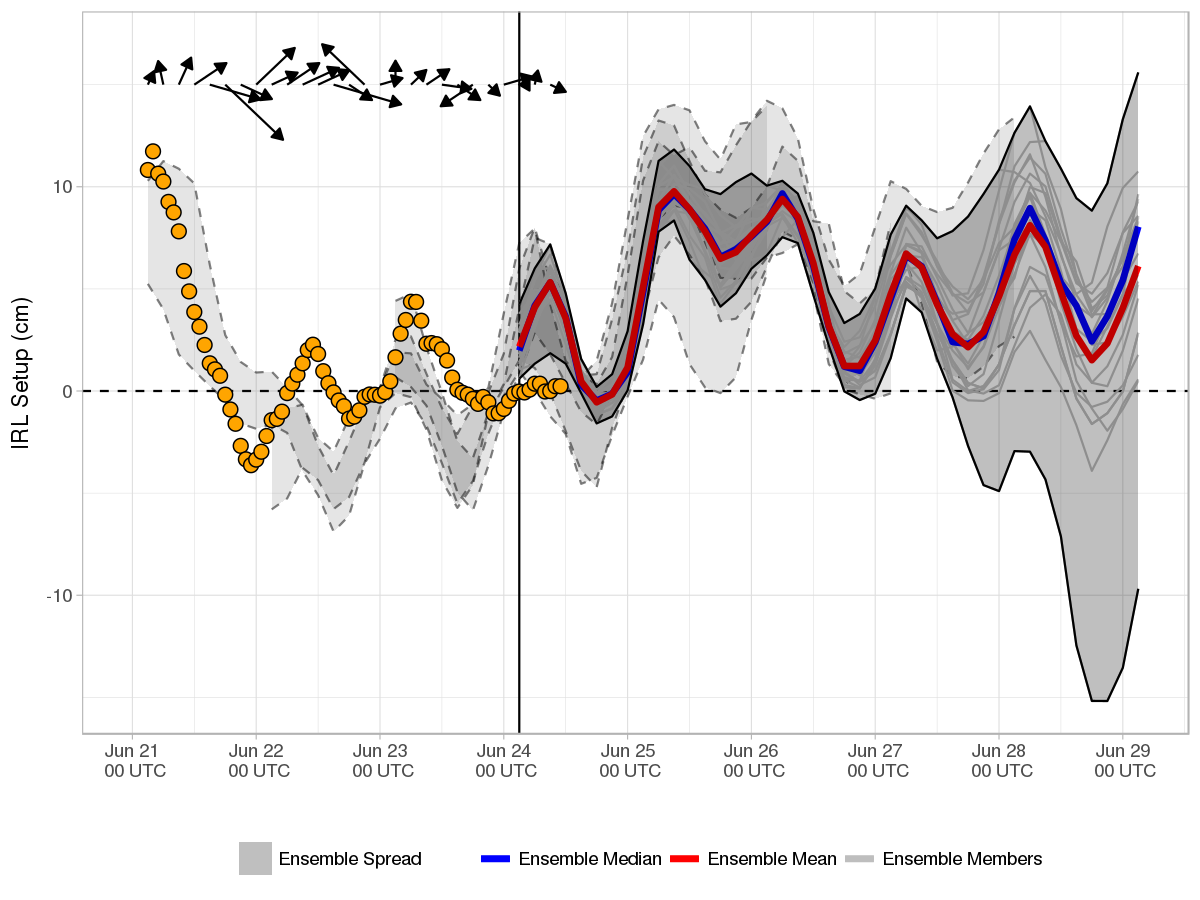 IRL Setup (cm)
10
0
-10
Jun 21 Jun 22 Jun 23 Jun 24 Jun 25 Jun 26 Jun 27 Jun 28 Jun 29
00 UTC 00 UTC 00 UTC 00 UTC 00 UTC 00 UTC 00 UTC 00 UTC 00 UTC
Ensemble Spread Ensemble Median Ensemble Mean Ensemble Members